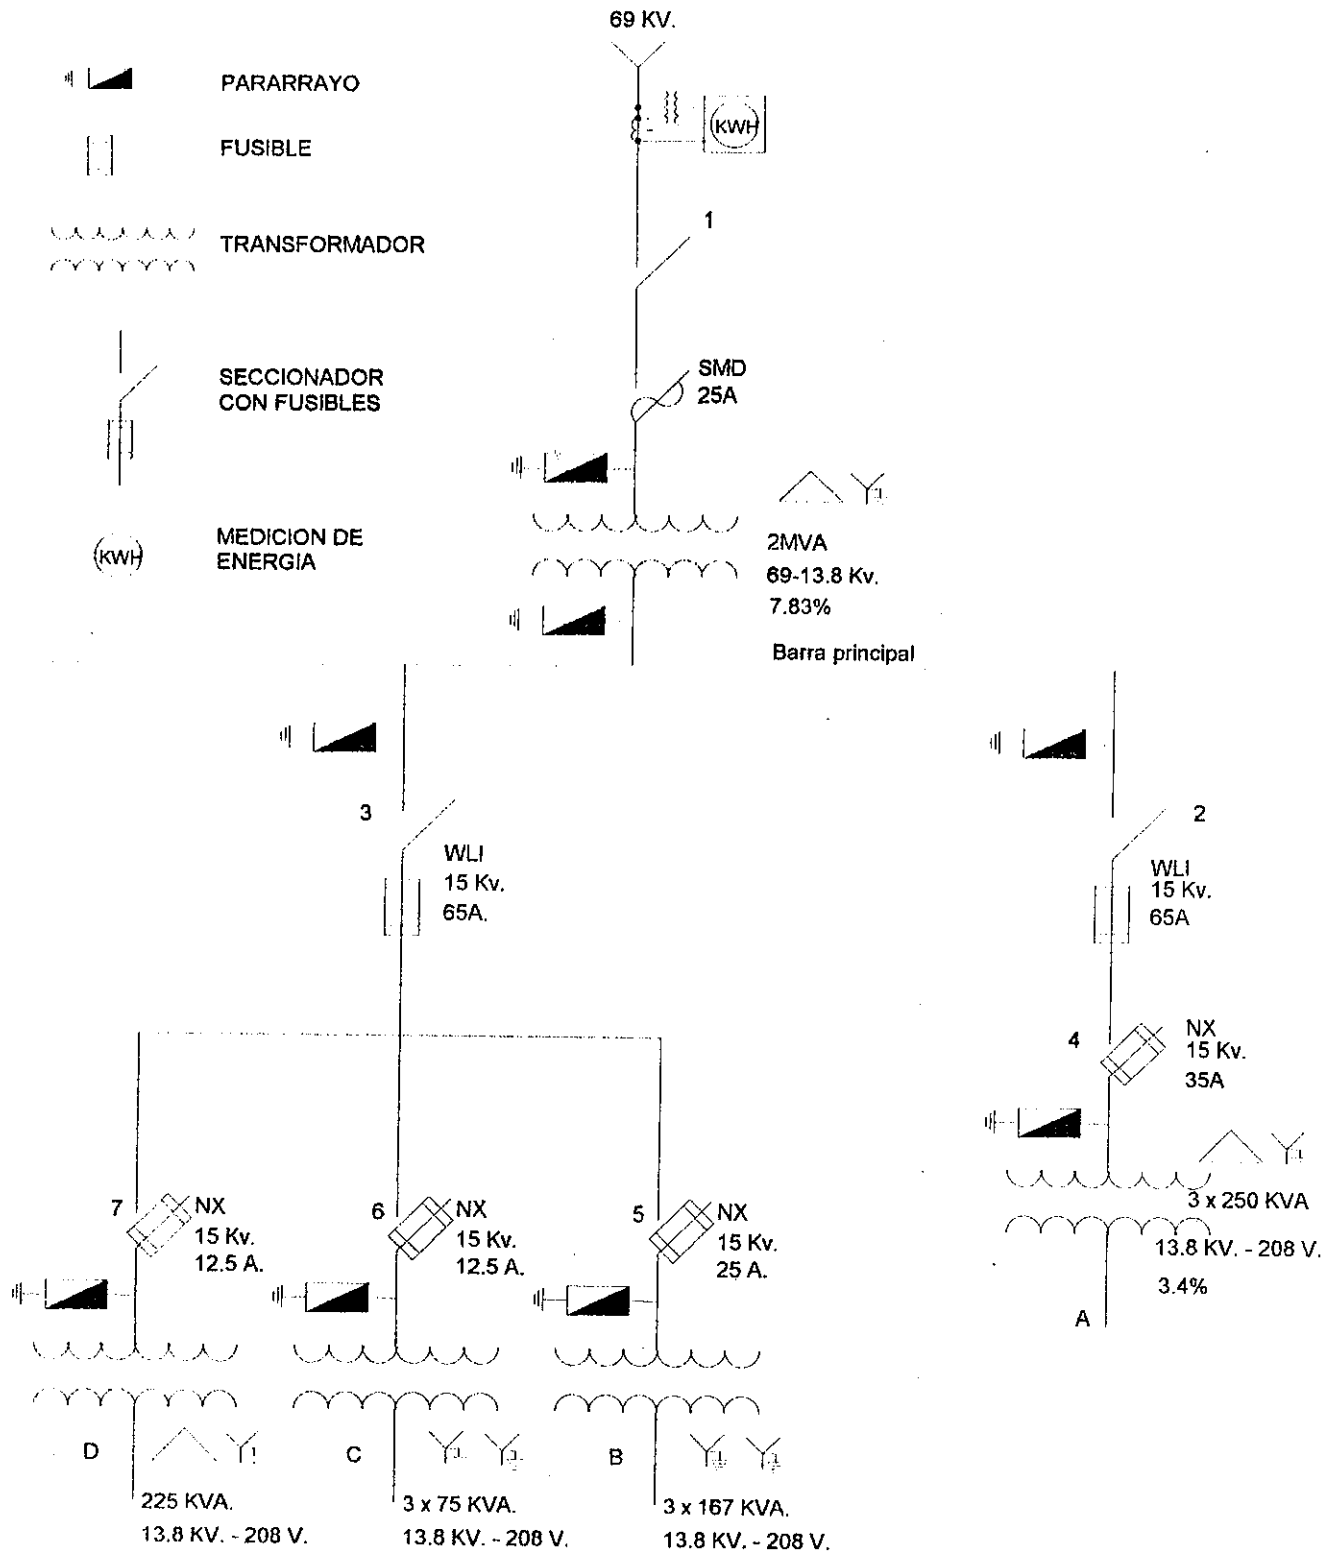 69 KV.
PARARRAYO
FUSIBLE
TRANSFORMADOR
SECCIONADOR
CON FUSIBLES
KWH
MEDICION DE
ENERGIA
KWH
1
SMD
25A
2MVA
69-13.8 Kv.
7.83%
Barra principal
3
WLI
15 Kv.
65A.
2
WLI
15 Kv.
65A
4
NX
15 Kv.
35A
3 x 250 KVA
13.8 KV. - 208 V.
3.4%
A
7
NX
15 Kv.
12.5 A.
6
NX
15 Kv.
12.5 A.
5
NX
15 Kv.
25 A.
D
225 KVA.
13.8 KV. - 208 V.
C
3 x 75 KVA.
13.8 KV. - 208 V.
B
3 x 167 KVA.
13.8 KV. - 208 V.